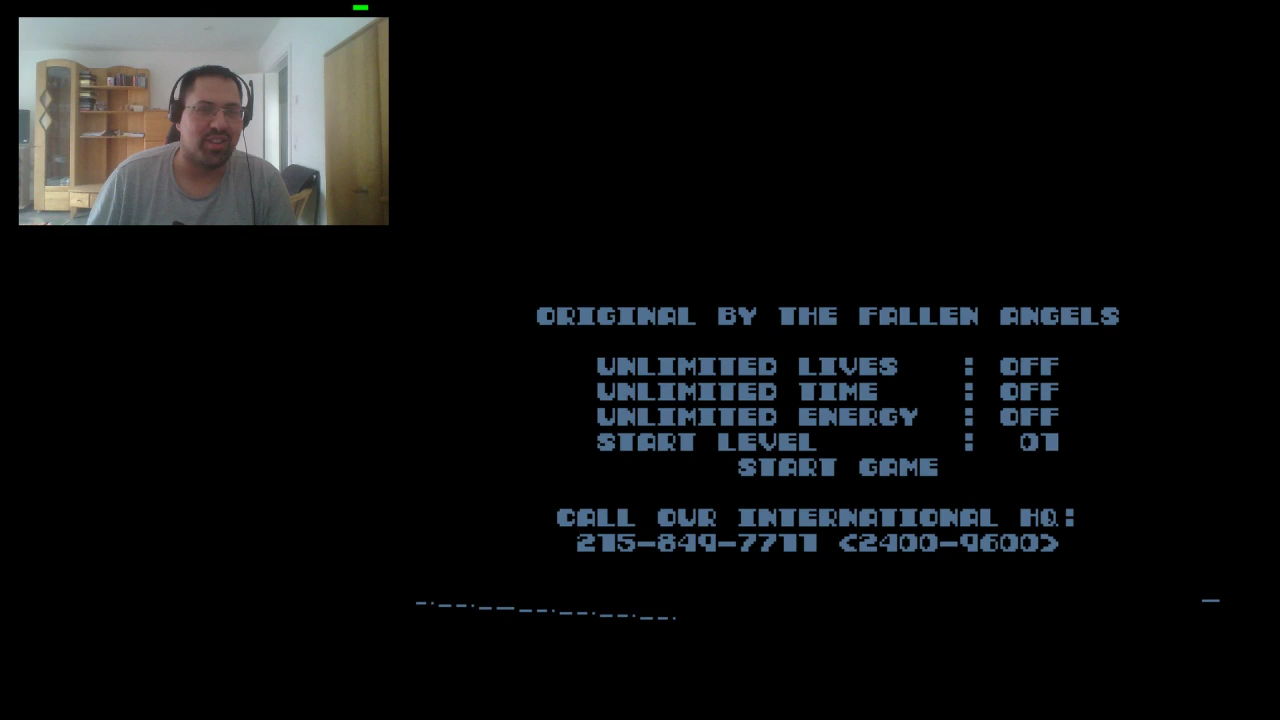 ORIGINAL BY THE FALLEN ANGELS
UNLIMITED LIVES : OFF
UNLIMITED TIME : OFF
UNLIMITED ENERGY : OFF
START LEVEL : 01
START GAME
CALL OUR INTERNATIONAL HQ:
215-849-7711 <2400-9600>